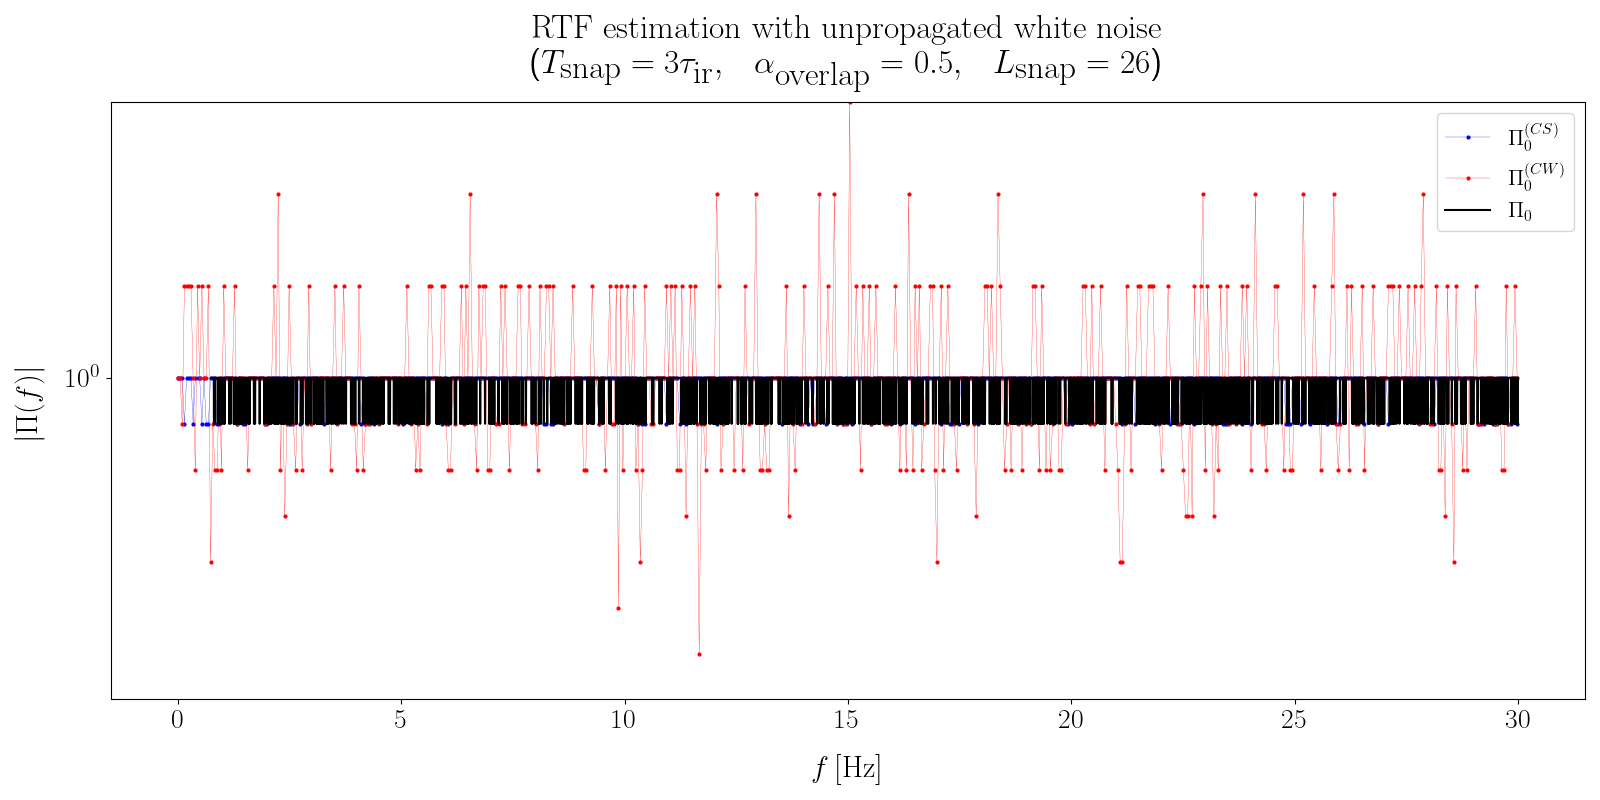 RTF estimation with unpropagated white noise
(T_snap = 3τ_ir, α_overlap = 0.5, L_snap = 26)
|Π(f)|
10^0
Π_0^(CS)
Π_0^(CW)
Π_0
0 5 10 15 20 25 30
f [Hz]